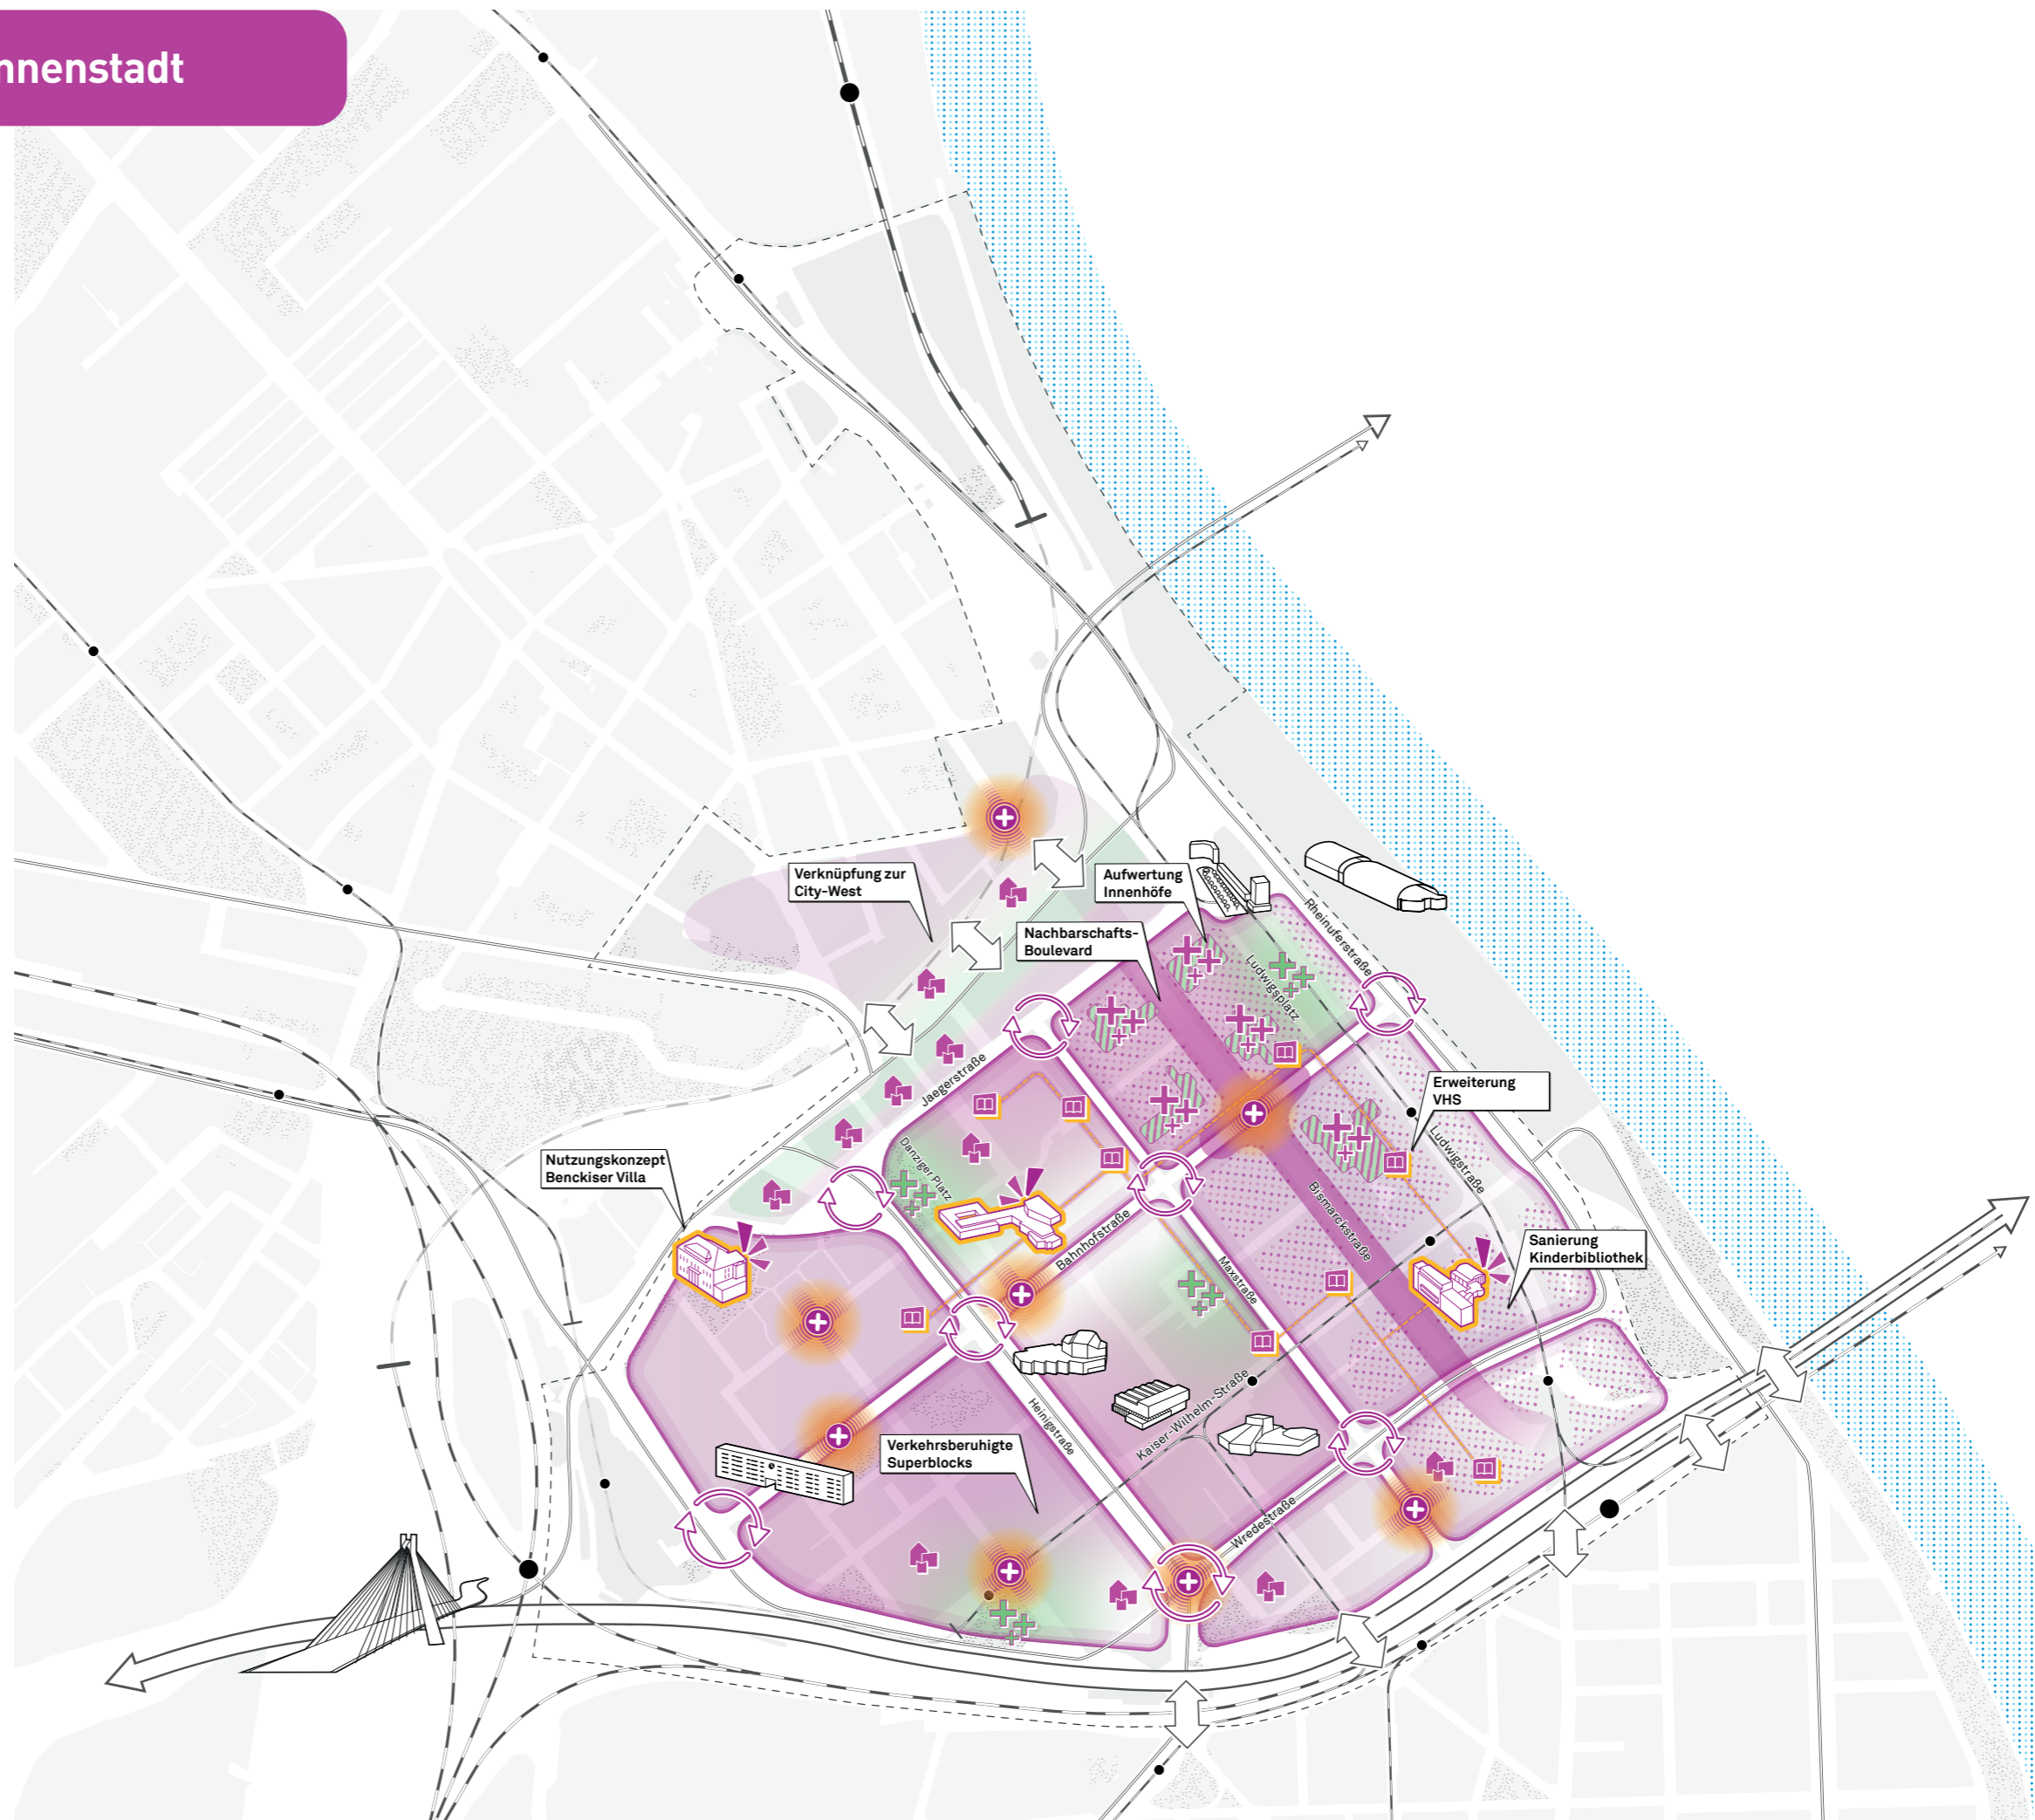 nnenstadt
Verknüpfung zur
City-West
Aufwertung
Innenhöfe
Nachbarschafts-
Boulevard
Rheinuferstraße
Ludwigsplatz
Jaegerstraße
Erweiterung
VHS
Danziger Platz
Ludwigstraße
Nutzungskonzept
Benckiser Villa
Bismarckstraße
Bahnhofstraße
Maxstraße
Sanierung
Kinderbibliothek
Kaiser-Wilhelm-Straße
Heinigstraße
Verkehrsberuhigte
Superblocks
Wredestraße